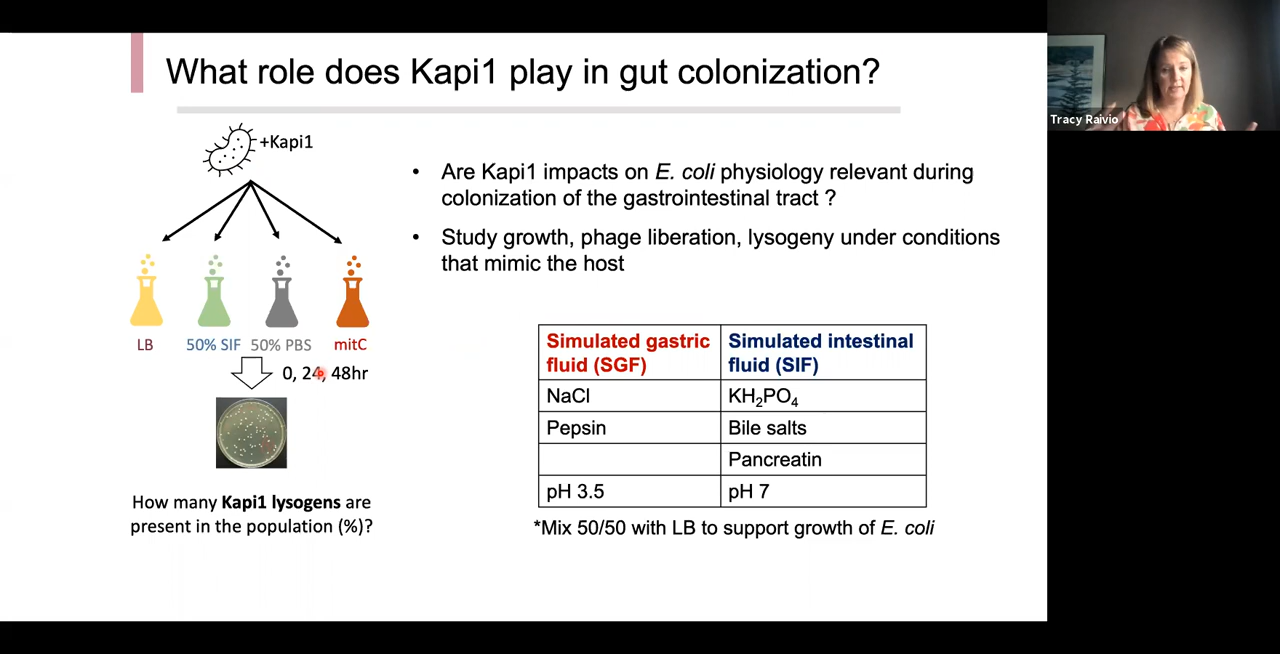 What role does Kapi1 play in gut colonization?
Tracy Raivio
+Kapi1
LB
50% SIF
50% PBS
mitC
0, 24, 48hr
How many Kapi1 lysogens are
present in the population (%)?
• Are Kapi1 impacts on E. coli physiology relevant during
colonization of the gastrointestinal tract ?
• Study growth, phage liberation, lysogeny under conditions
that mimic the host
Simulated gastric
fluid (SGF)
Simulated intestinal
fluid (SIF)
NaCl
KH₂PO₄
Pepsin
Bile salts
Pancreatin
pH 3.5
pH 7
*Mix 50/50 with LB to support growth of E. coli